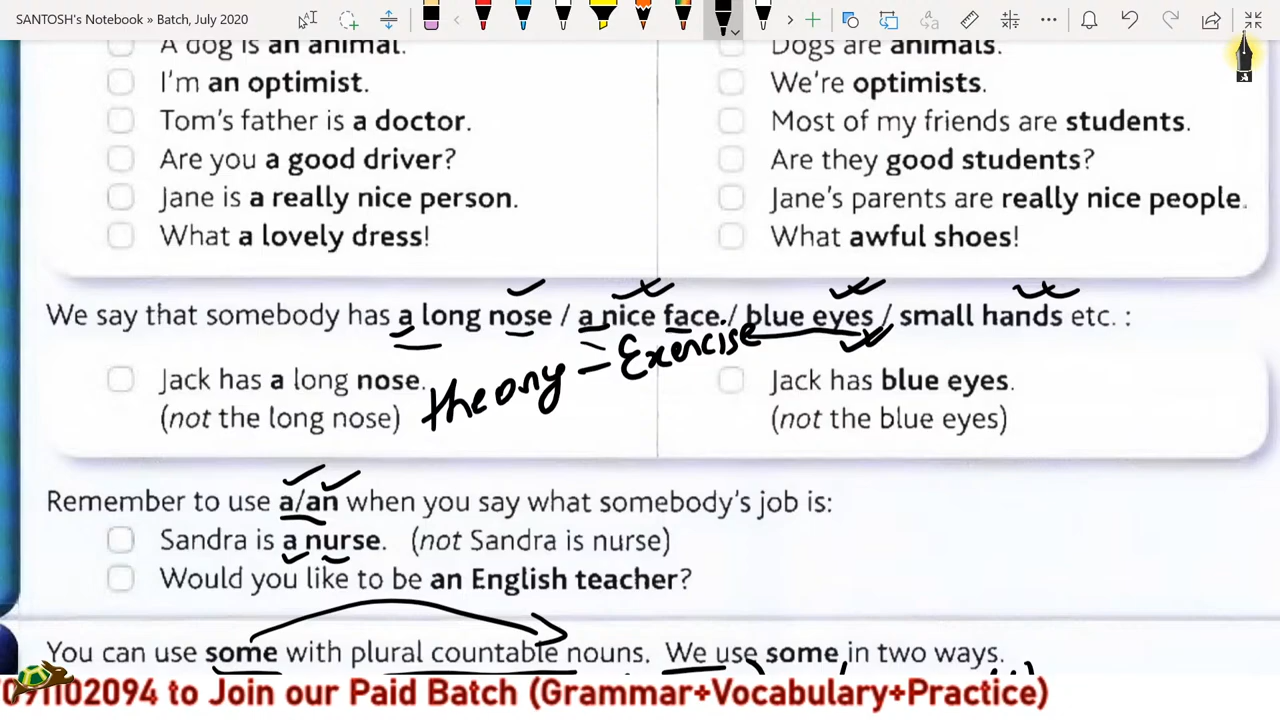 SANTOSH's Notebook » Batch, July 2020
A dog is an animal.
Dogs are animals.
I'm an optimist.
We're optimists.
Tom's father is a doctor.
Most of my friends are students.
Are you a good driver?
Are they good students?
Jane is a really nice person.
Jane's parents are really nice people.
What a lovely dress!
What awful shoes!
We say that somebody has a long nose / a nice face / blue eyes / small hands etc. :
theory - Exercise
Jack has a long nose.
(not the long nose)
Jack has blue eyes.
(not the blue eyes)
Remember to use a/an when you say what somebody's job is:
Sandra is a nurse. (not Sandra is nurse)
Would you like to be an English teacher?
You can use some with plural countable nouns. We use some in two ways.
102094 to Join our Paid Batch (Grammar+Vocabulary+Practice)